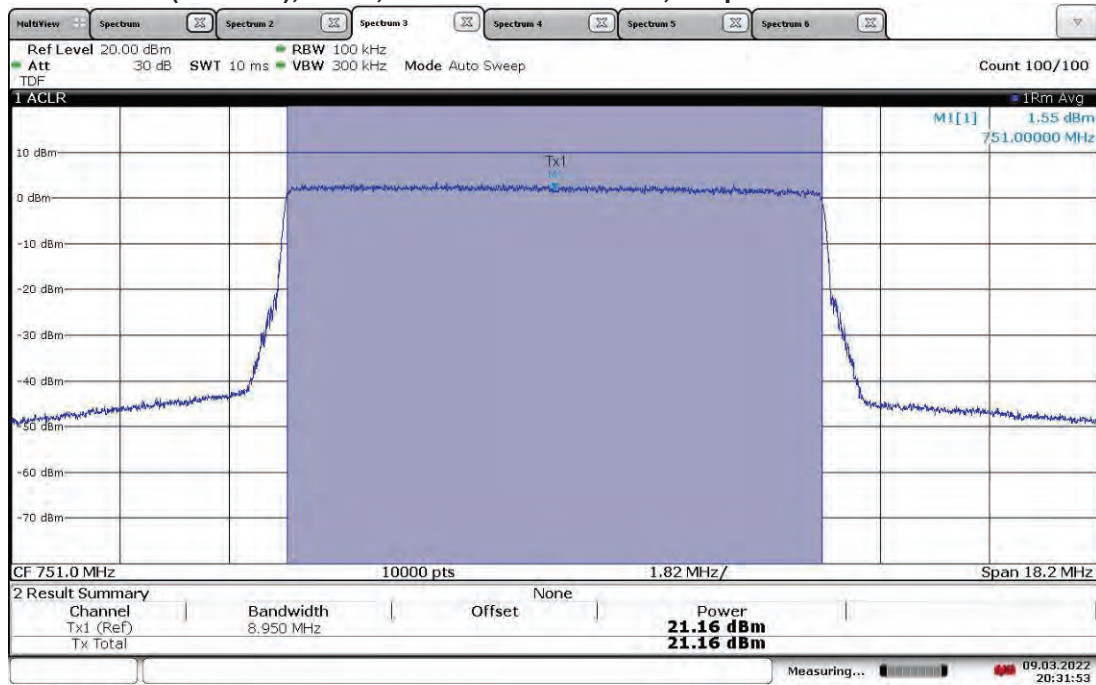 MultiView Spectrum Spectrum 2 Spectrum 3 Spectrum 4 Spectrum 5 Spectrum 6
Ref Level 20.00 dBm RBW 100 kHz
Att 30 dB SWT 10 ms VBW 300 kHz Mode Auto Sweep Count 100/100
TDF
1 ACLR 1Rm Avg
M1[1] 1.55 dBm
751.00000 MHz
10 dBm
Tx1
M1
0 dBm
-10 dBm
-20 dBm
-30 dBm
-40 dBm
-50 dBm
-60 dBm
-70 dBm
CF 751.0 MHz 10000 pts 1.82 MHz/ Span 18.2 MHz
2 Result Summary None
Channel Bandwidth Offset Power
Tx1 (Ref) 8.950 MHz 21.16 dBm
Tx Total 21.16 dBm
Measuring... 09.03.2022
20:31:53